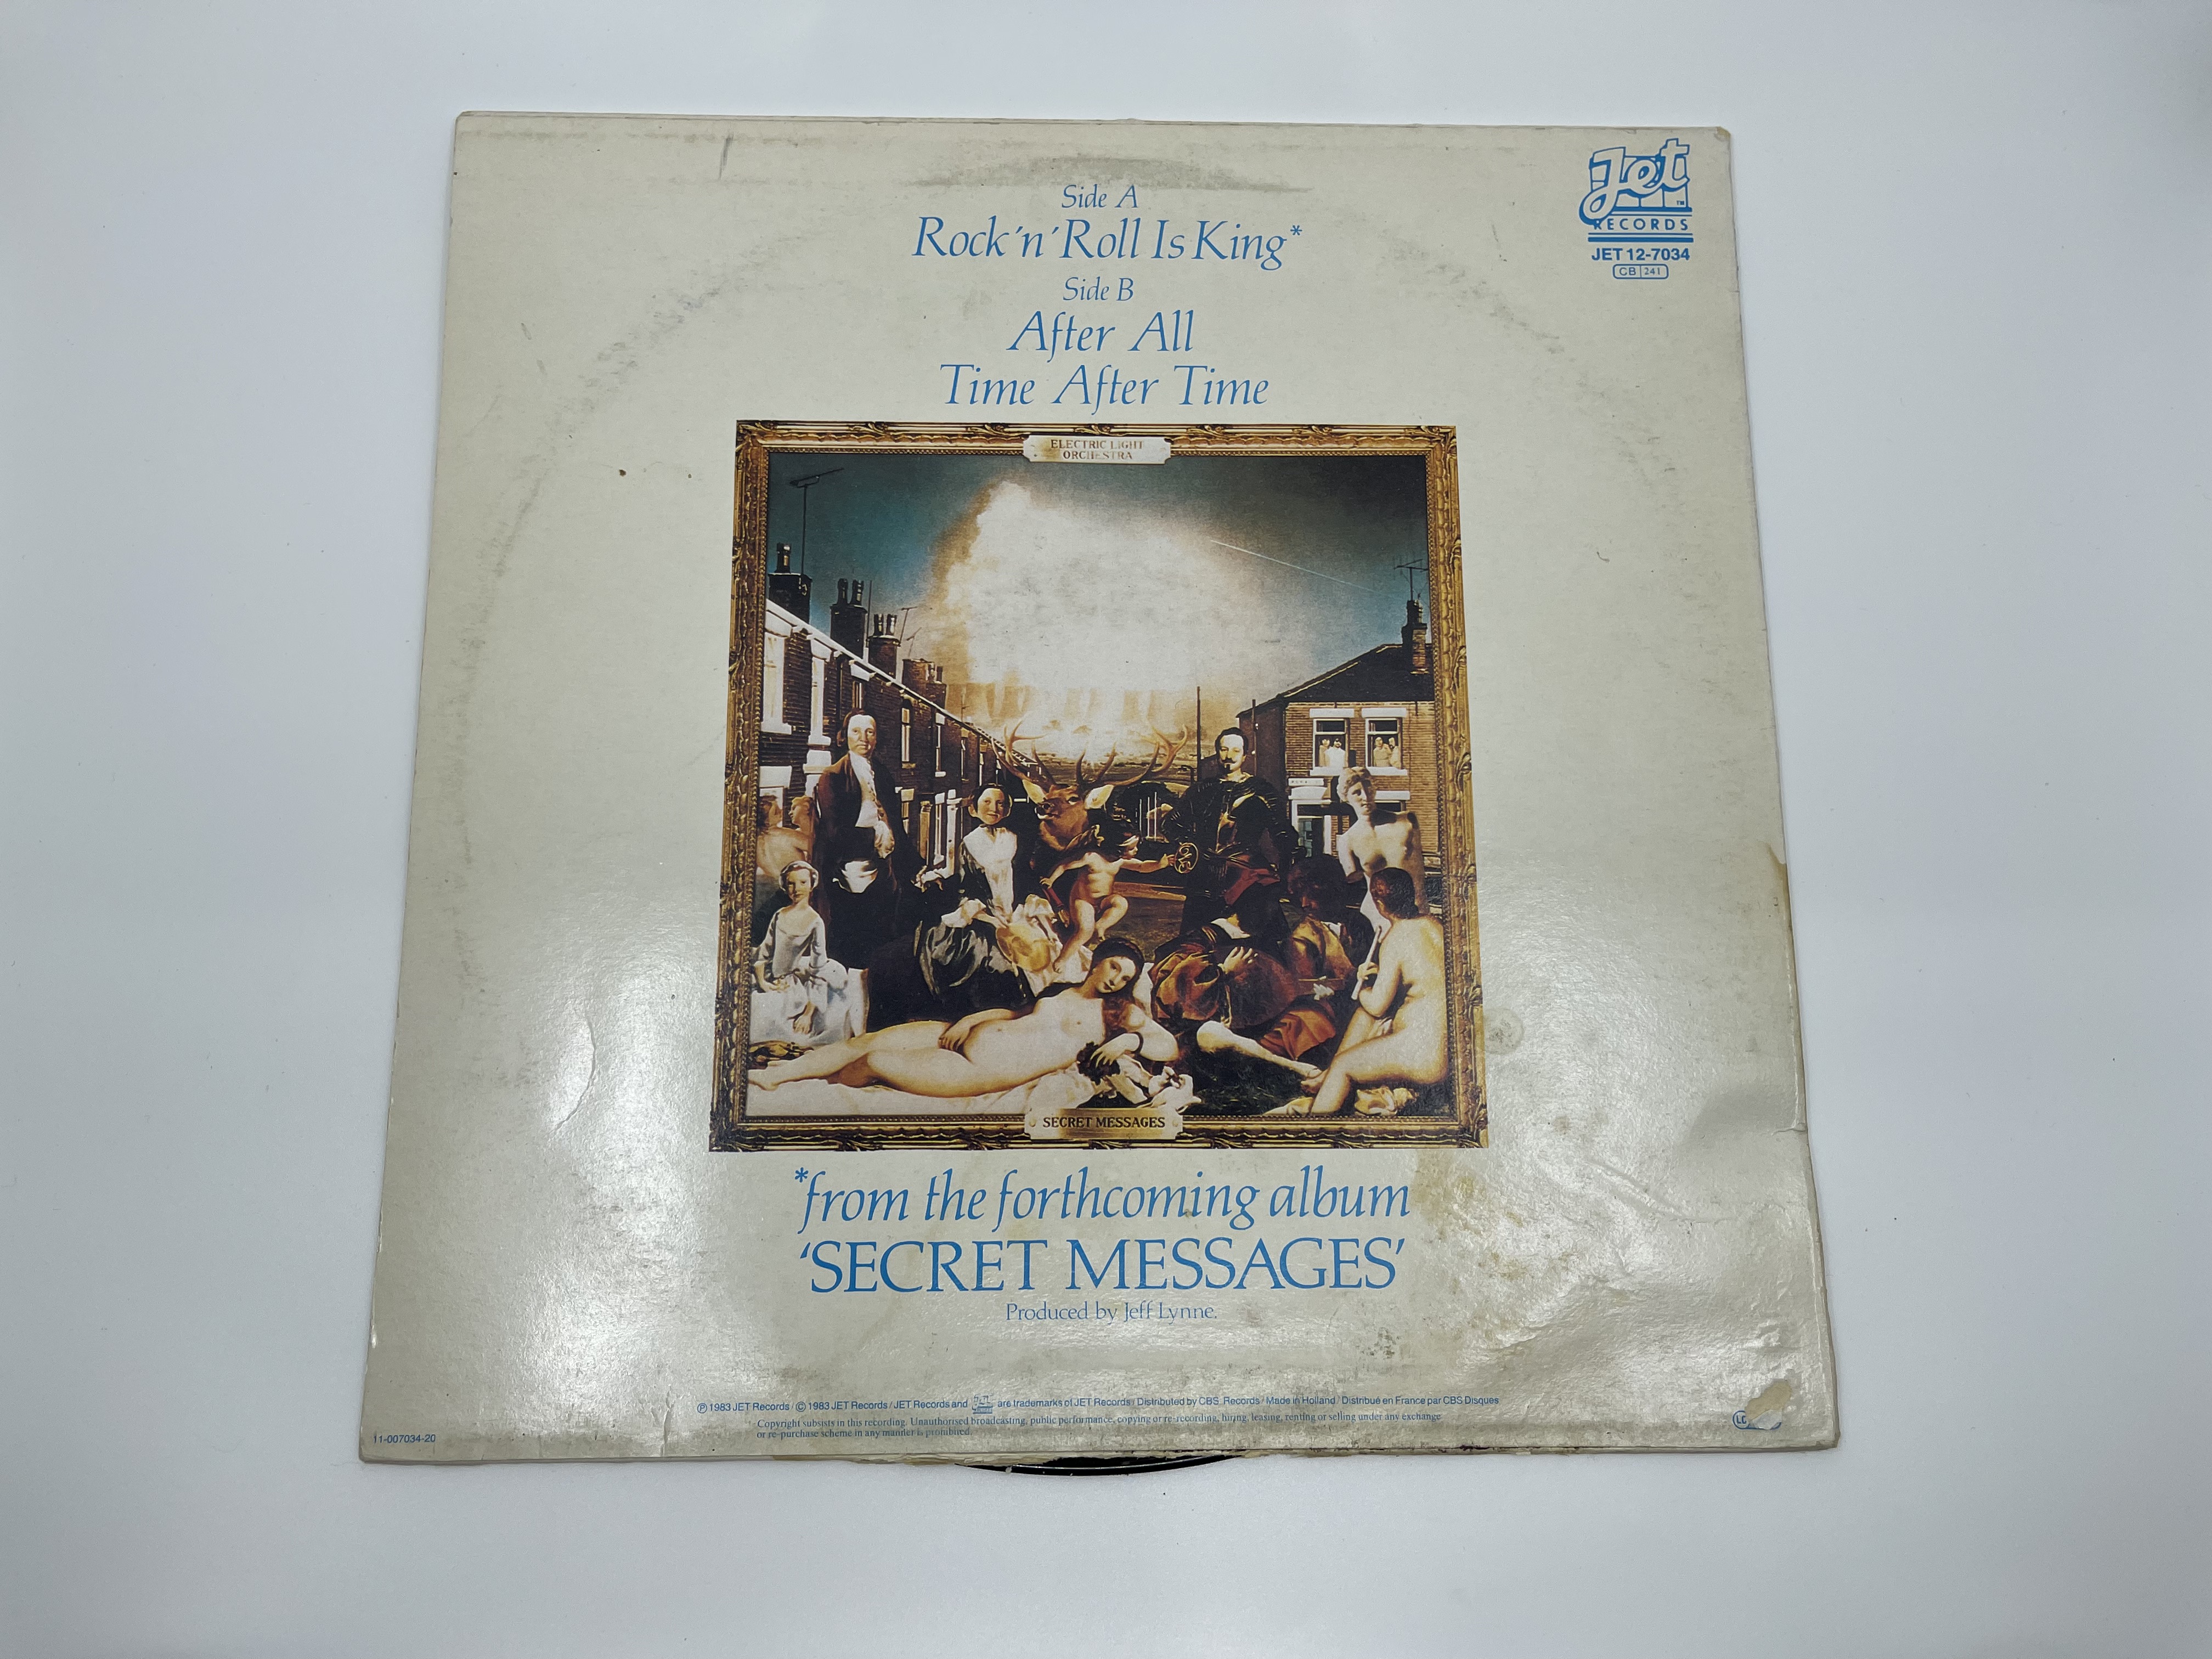 Jet
TM
RECORDS
JET 12-7034
CB 241
Side A
Rock 'n' Roll Is King*
Side B
After All
Time After Time
ELECTRIC LIGHT
ORCHESTRA
SECRET MESSAGES
*from the forthcoming album
'SECRET MESSAGES'
Produced by Jeff Lynne.
℗ 1983 JET Records / © 1983 JET Records / JET Records and Jet are trademarks of JET Records / Distributed by CBS Records / Made in Holland / Distribué en France par CBS Disques
Copyright subsists in this recording. Unauthorised broadcasting, public performance, copying or re-recording, hiring, leasing, renting or selling under any exchange
or re-purchase scheme in any manner is prohibited.
11-007034-20
LC